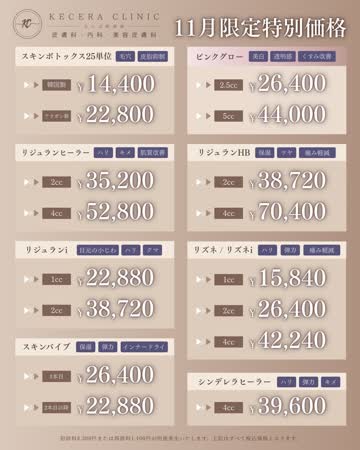 KECERA CLINIC
皮膚科・内科・美容皮膚科
11月限定特別価格
スキンボトックス25単位 毛穴 皮脂抑制
韓国製 ¥14,400
アラガン製 ¥22,800
ピンクグロー 美白 透明感 くすみ改善
2.5cc ¥26,400
5cc ¥44,000
リジュランヒーラー ハリ キメ 肌質改善
2cc ¥35,200
4cc ¥52,800
リジュランHB 保湿 ツヤ 痛み軽減
2cc ¥38,720
4cc ¥70,400
リジュランi 目元の小じわ ハリ クマ
1cc ¥22,880
2cc ¥38,720
リズネ / リズネi ハリ 弾力 痛み軽減
1cc ¥15,840
2cc ¥26,400
4cc ¥42,240
スキンバイブ 保湿 弾力 インナードライ
1本目 ¥26,400
2本目以降 ¥22,880
シンデレラヒーラー ハリ 弾力 キメ
4cc ¥39,600